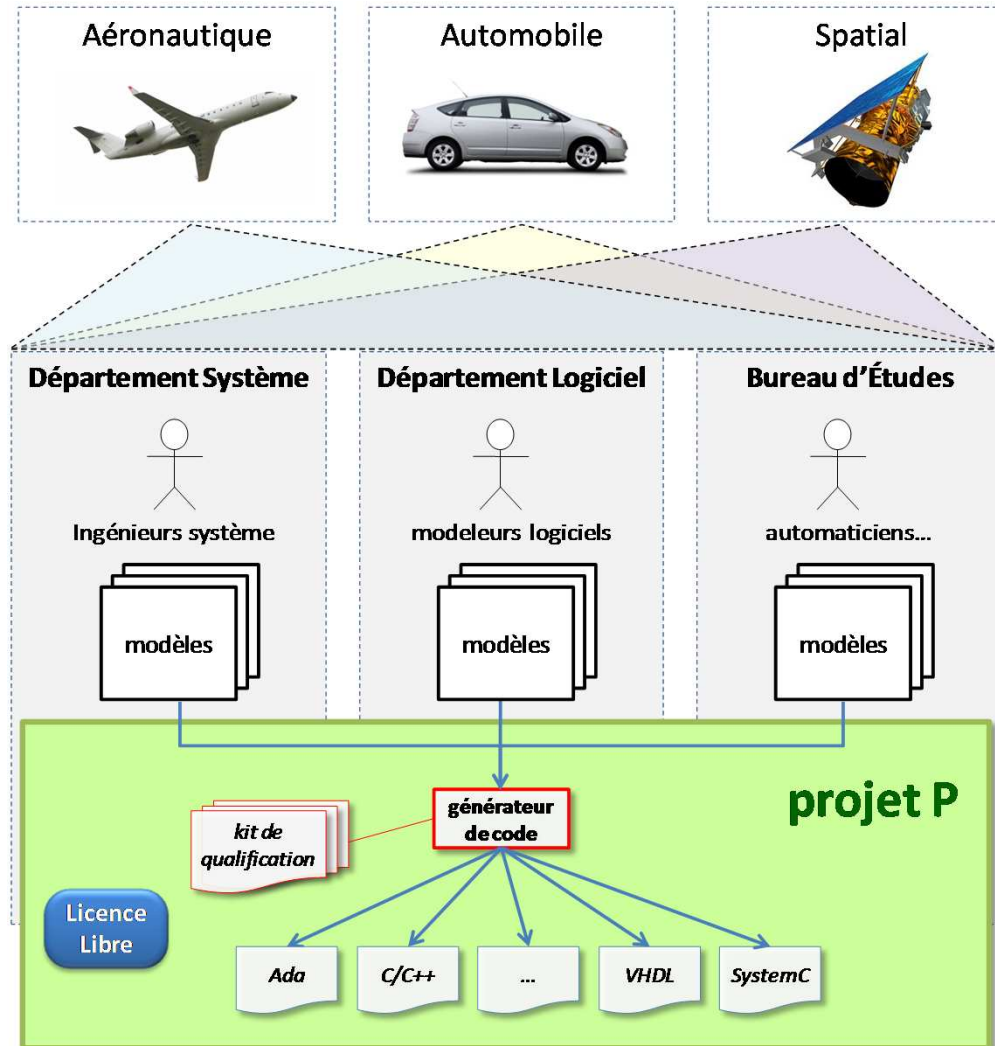 Aéronautique
Automobile
Spatial
Département Système
Département Logiciel
Bureau d'Études
Ingénieurs système
modeleurs logiciels
automaticiens...
modèles
modèles
modèles
projet P
générateur
de code
kit de
qualification
Licence
Libre
Ada
C/C++
...
VHDL
SystemC